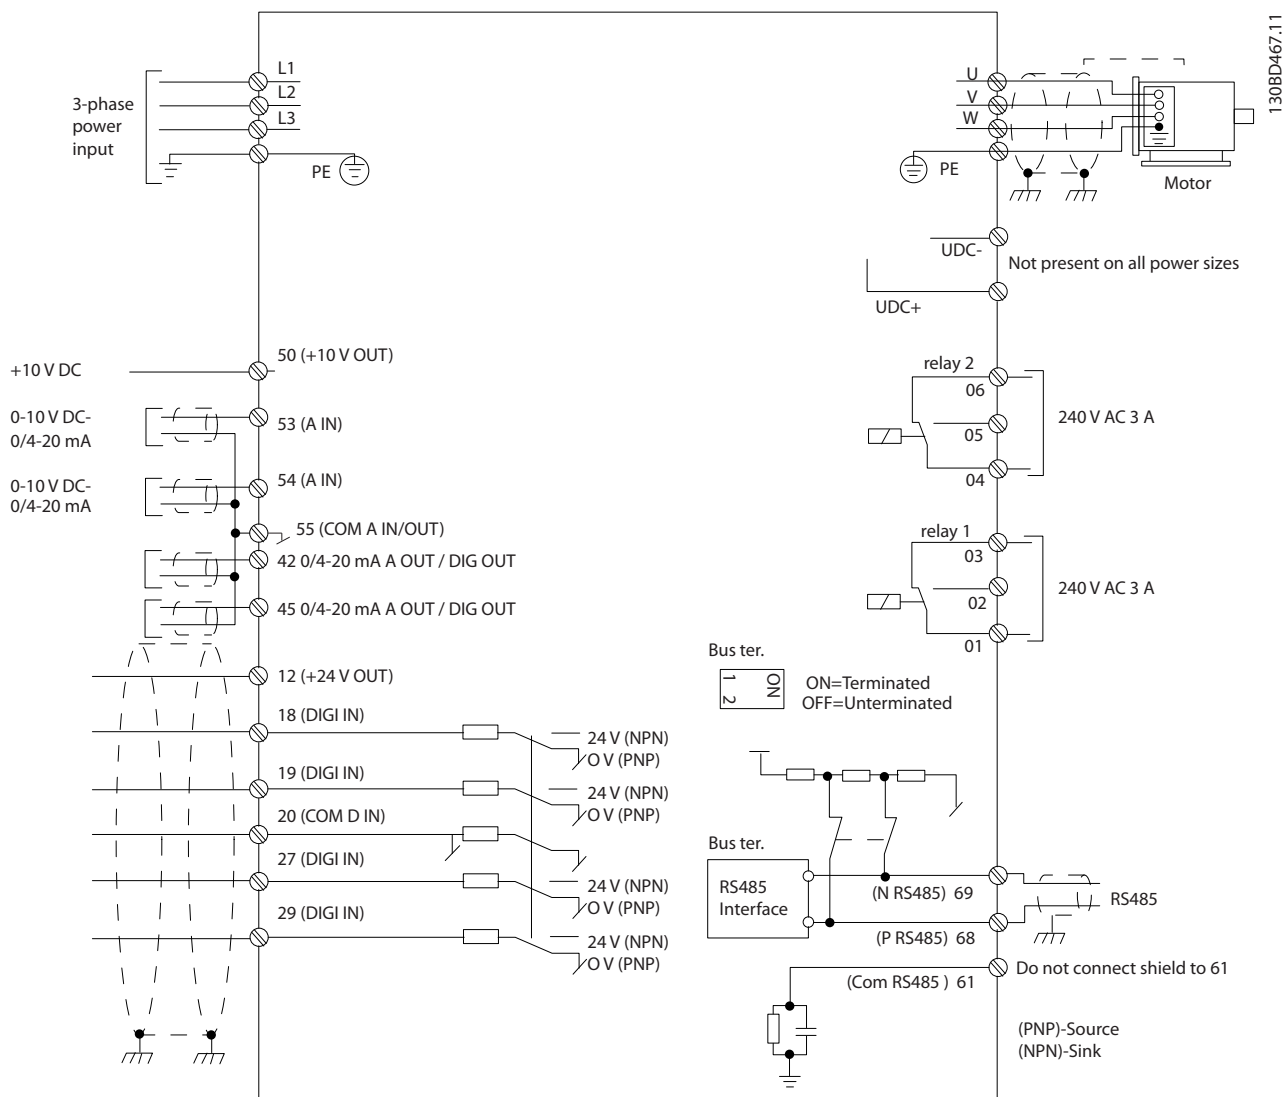 130BD467.11
3-phase
power
input
L1
L2
L3
PE
U
V
W
PE
Motor
UDC-
Not present on all power sizes
UDC+
+10 V DC
50 (+10 V OUT)
0-10 V DC-
0/4-20 mA
53 (A IN)
0-10 V DC-
0/4-20 mA
54 (A IN)
55 (COM A IN/OUT)
42 0/4-20 mA A OUT / DIG OUT
45 0/4-20 mA A OUT / DIG OUT
12 (+24 V OUT)
18 (DIGI IN)
24 V (NPN)
O V (PNP)
19 (DIGI IN)
24 V (NPN)
O V (PNP)
20 (COM D IN)
27 (DIGI IN)
24 V (NPN)
O V (PNP)
29 (DIGI IN)
24 V (NPN)
O V (PNP)
relay 2
06
05
04
240 V AC 3 A
relay 1
03
02
01
240 V AC 3 A
Bus ter.
1
2
ON
ON=Terminated
OFF=Unterminated
Bus ter.
RS485
Interface
(N RS485) 69
RS485
(P RS485) 68
(Com RS485 ) 61
Do not connect shield to 61
(PNP)-Source
(NPN)-Sink